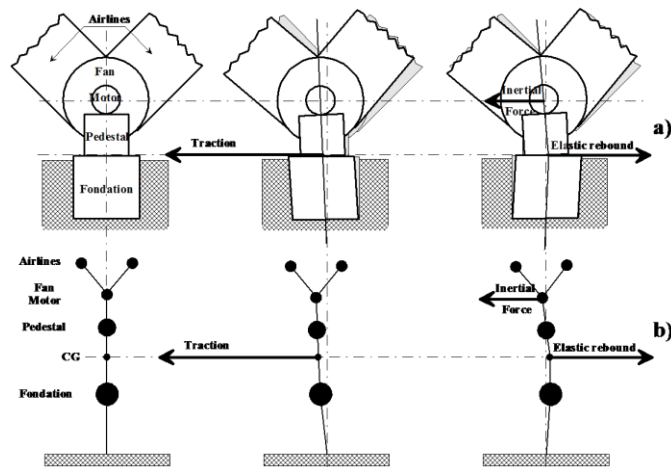 Airlines
Fan
Motor
Pedestal
Fondation
Traction
Inertial
Force
Elastic rebound
a)
Airlines
Fan
Motor
Pedestal
CG
Fondation
Traction
Inertial
Force
Elastic rebound
b)